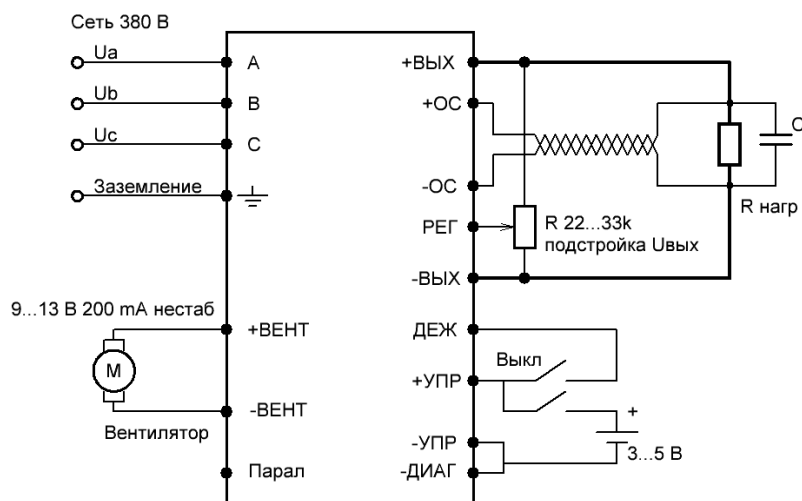 Сеть 380 В
Ua
A
+ВЫХ
Ub
B
+ОС
C
Uc
C
Заземление
-ОС
R нагр
РЕГ
R 22...33k
подстройка Uвых
-ВЫХ
9...13 В 200 mA нестаб
+ВЕНТ
ДЕЖ
М
Выкл
+УПР
-ВЕНТ
Вентилятор
+
-УПР
3...5 В
Парал
-ДИАГ